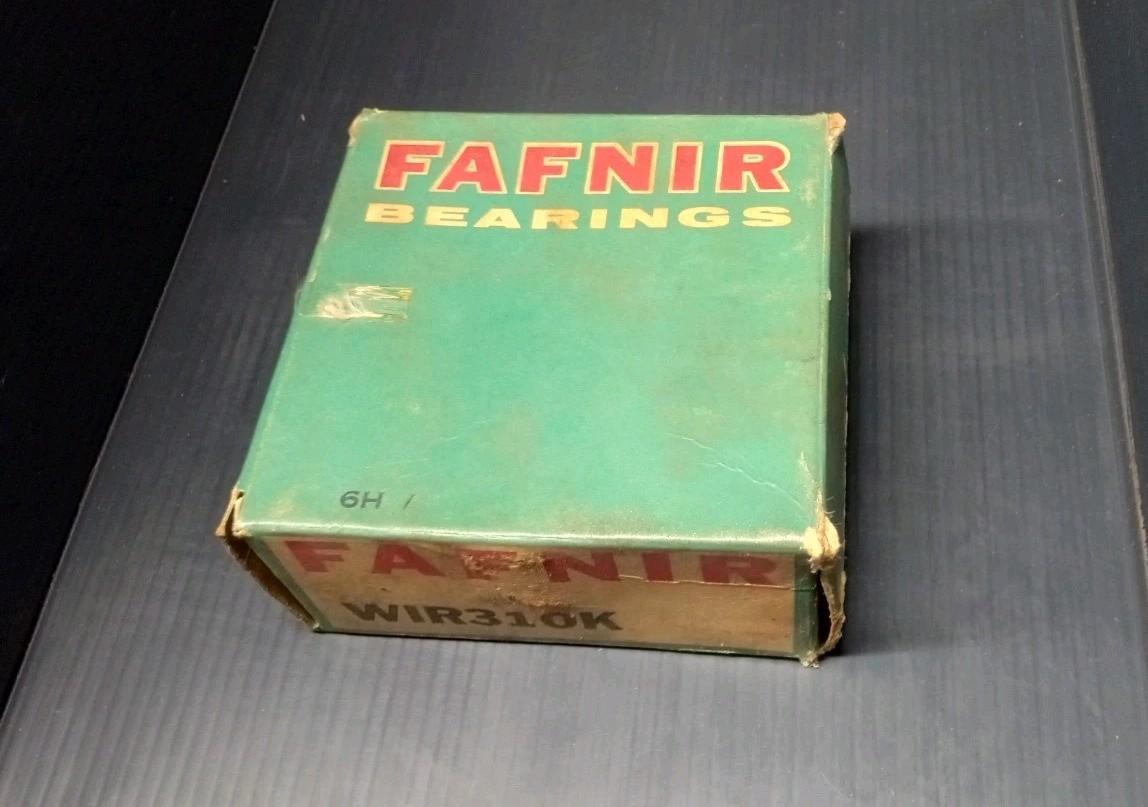 FAFNIR
BEARINGS
6H /
FAFNIR
WIR310K